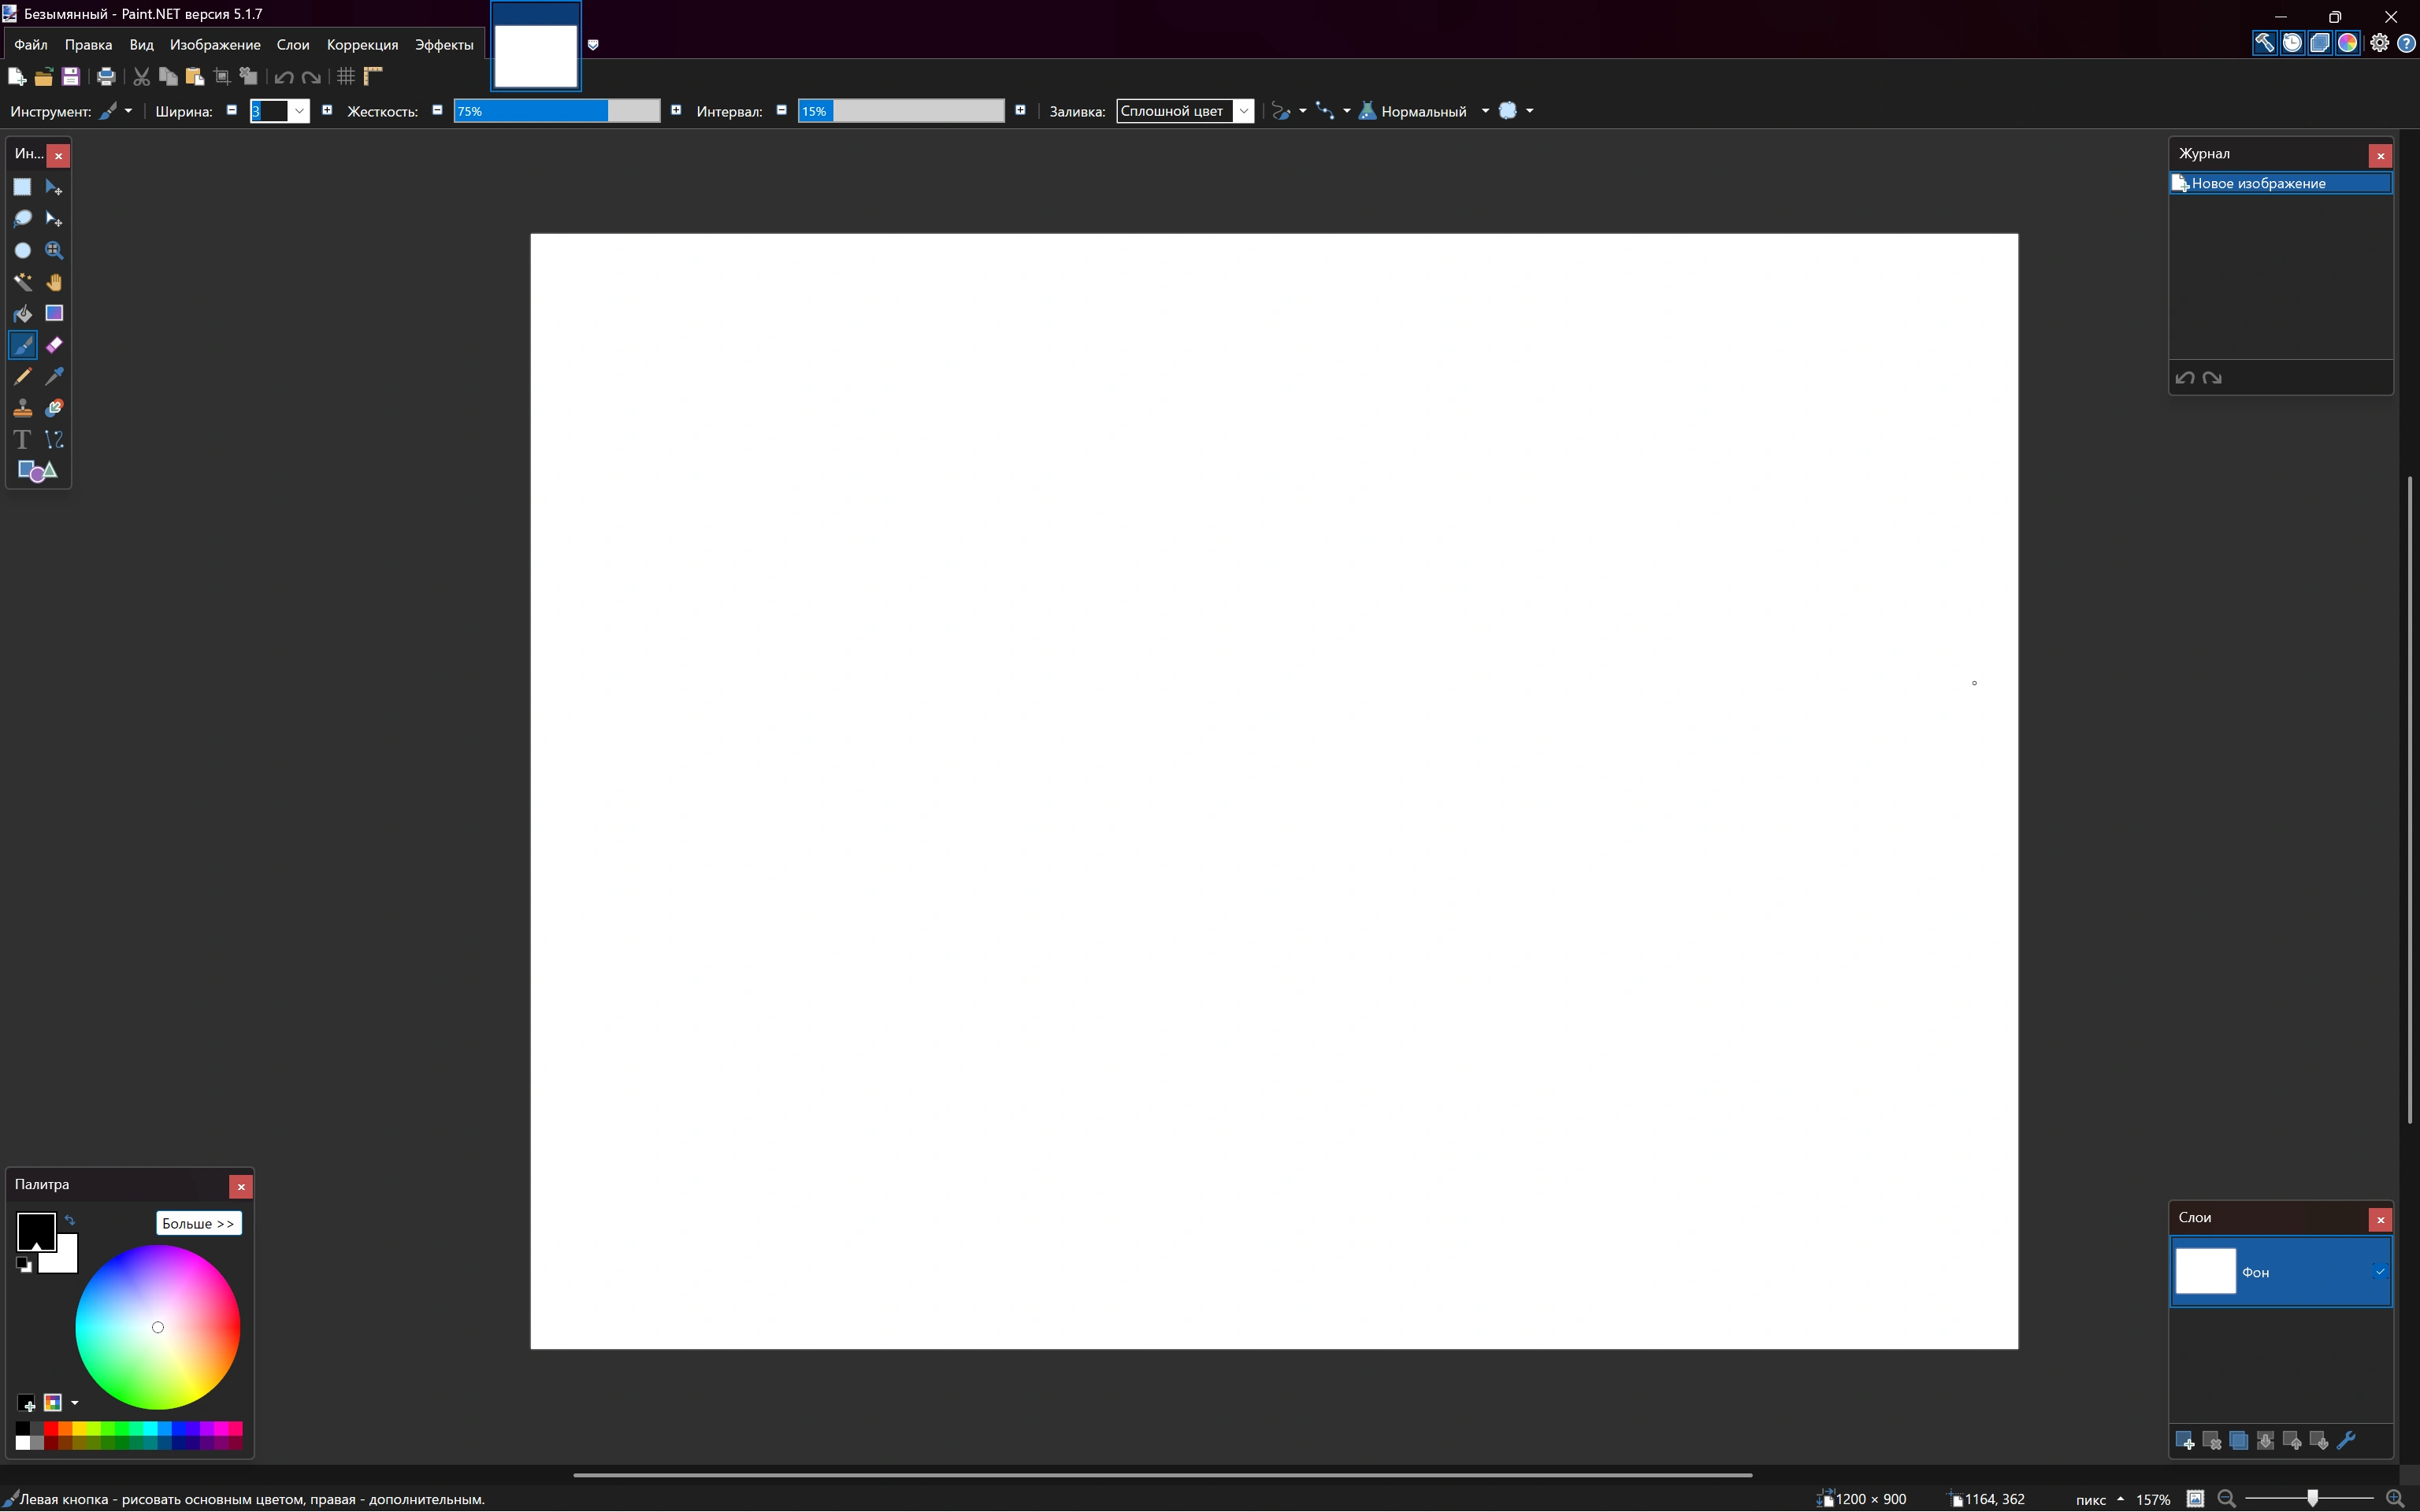 Безымянный - Paint.NET версия 5.1.7
Файл Правка Вид Изображение Слои Коррекция Эффекты
Инструмент: Ширина: 3 Жесткость: 75% Интервал: 15% Заливка: Сплошной цвет Нормальный
Ин...
Журнал
Новое изображение
Палитра
Больше >>
Слои
Фон
Левая кнопка - рисовать основным цветом, правая - дополнительным.
1200 × 900 1164, 362 пикс 157%